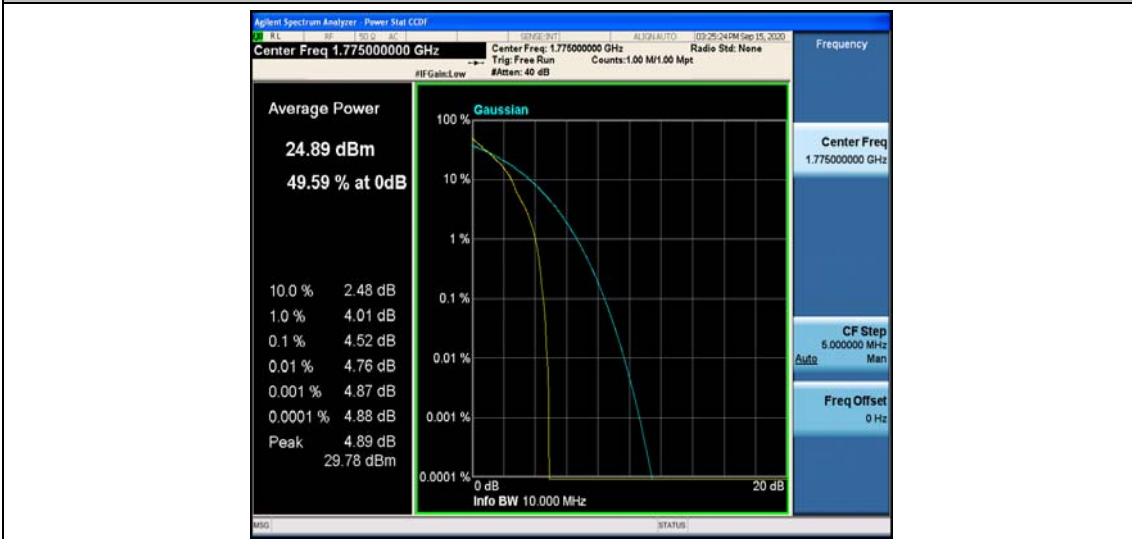 Agilent Spectrum Analyzer - Power Stat CCDF
RL RF 50 Ω AC SENSE:INT ALIGNAUTO 03:25:24 PM Sep 15, 2020
Center Freq 1.775000000 GHz
Center Freq: 1.775000000 GHz Radio Std: None
Trig: Free Run Counts:1.00 M/1.00 Mpt
#IFGain:Low #Atten: 40 dB
Frequency
Average Power
24.89 dBm
49.59 % at 0dB
10.0 % 2.48 dB
1.0 % 4.01 dB
0.1 % 4.52 dB
0.01 % 4.76 dB
0.001 % 4.87 dB
0.0001 % 4.88 dB
Peak 4.89 dB
29.78 dBm
Gaussian
100 %
10 %
1 %
0.1 %
0.01 %
0.001 %
0.0001 %
0 dB 20 dB
Info BW 10.000 MHz
Center Freq
1.775000000 GHz
CF Step
5.000000 MHz
Auto Man
Freq Offset
0 Hz
MSG STATUS